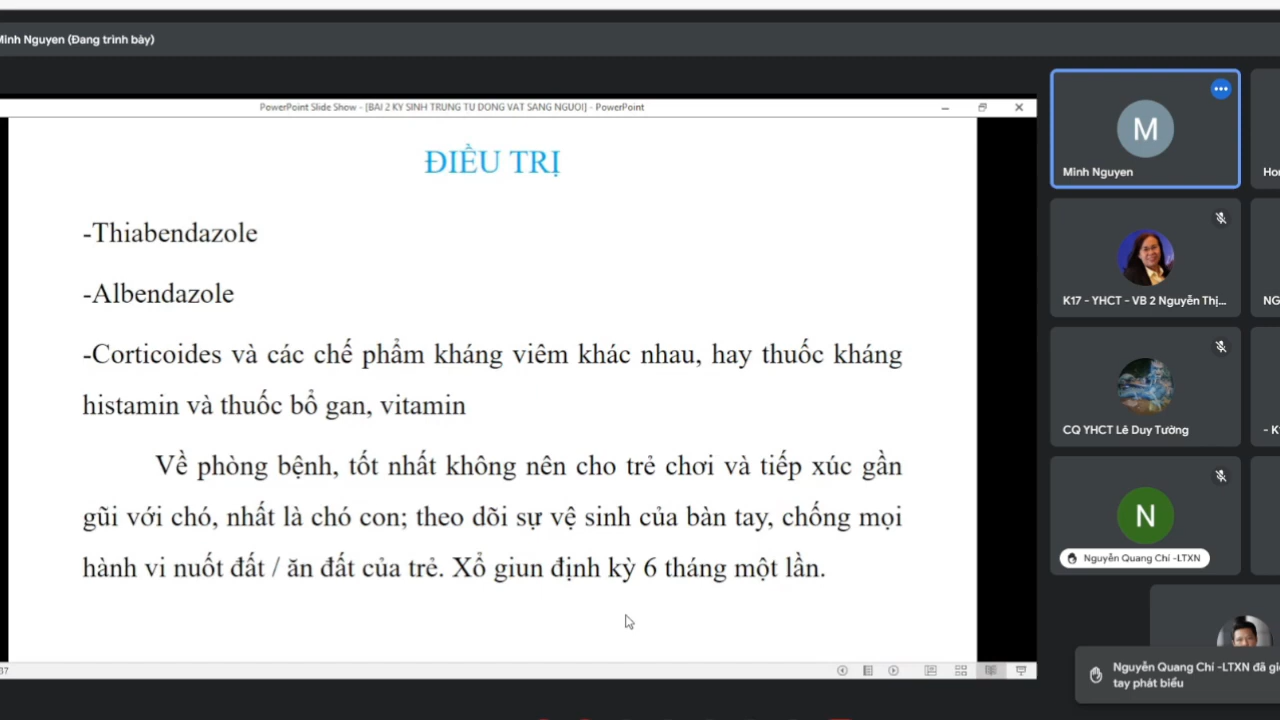 Minh Nguyen (Đang trình bày)
PowerPoint Slide Show - [BAI 2 KY SINH TRUNG TU DONG VAT SANG NGUOI] - PowerPoint
ĐIỀU TRỊ
-Thiabendazole
-Albendazole
-Corticoides và các chế phẩm kháng viêm khác nhau, hay thuốc kháng
histamin và thuốc bổ gan, vitamin
Về phòng bệnh, tốt nhất không nên cho trẻ chơi và tiếp xúc gần
gũi với chó, nhất là chó con; theo dõi sự vệ sinh của bàn tay, chống mọi
hành vi nuốt đất / ăn đất của trẻ. Xổ giun định kỳ 6 tháng một lần.
M
Minh Nguyen
K17 - YHCT - VB 2 Nguyễn Thị...
NG
CQ YHCT Lê Duy Tường
- K
N
Nguyễn Quang Chí -LTXN
Nguyễn Quang Chí -LTXN đã
tay phát biểu